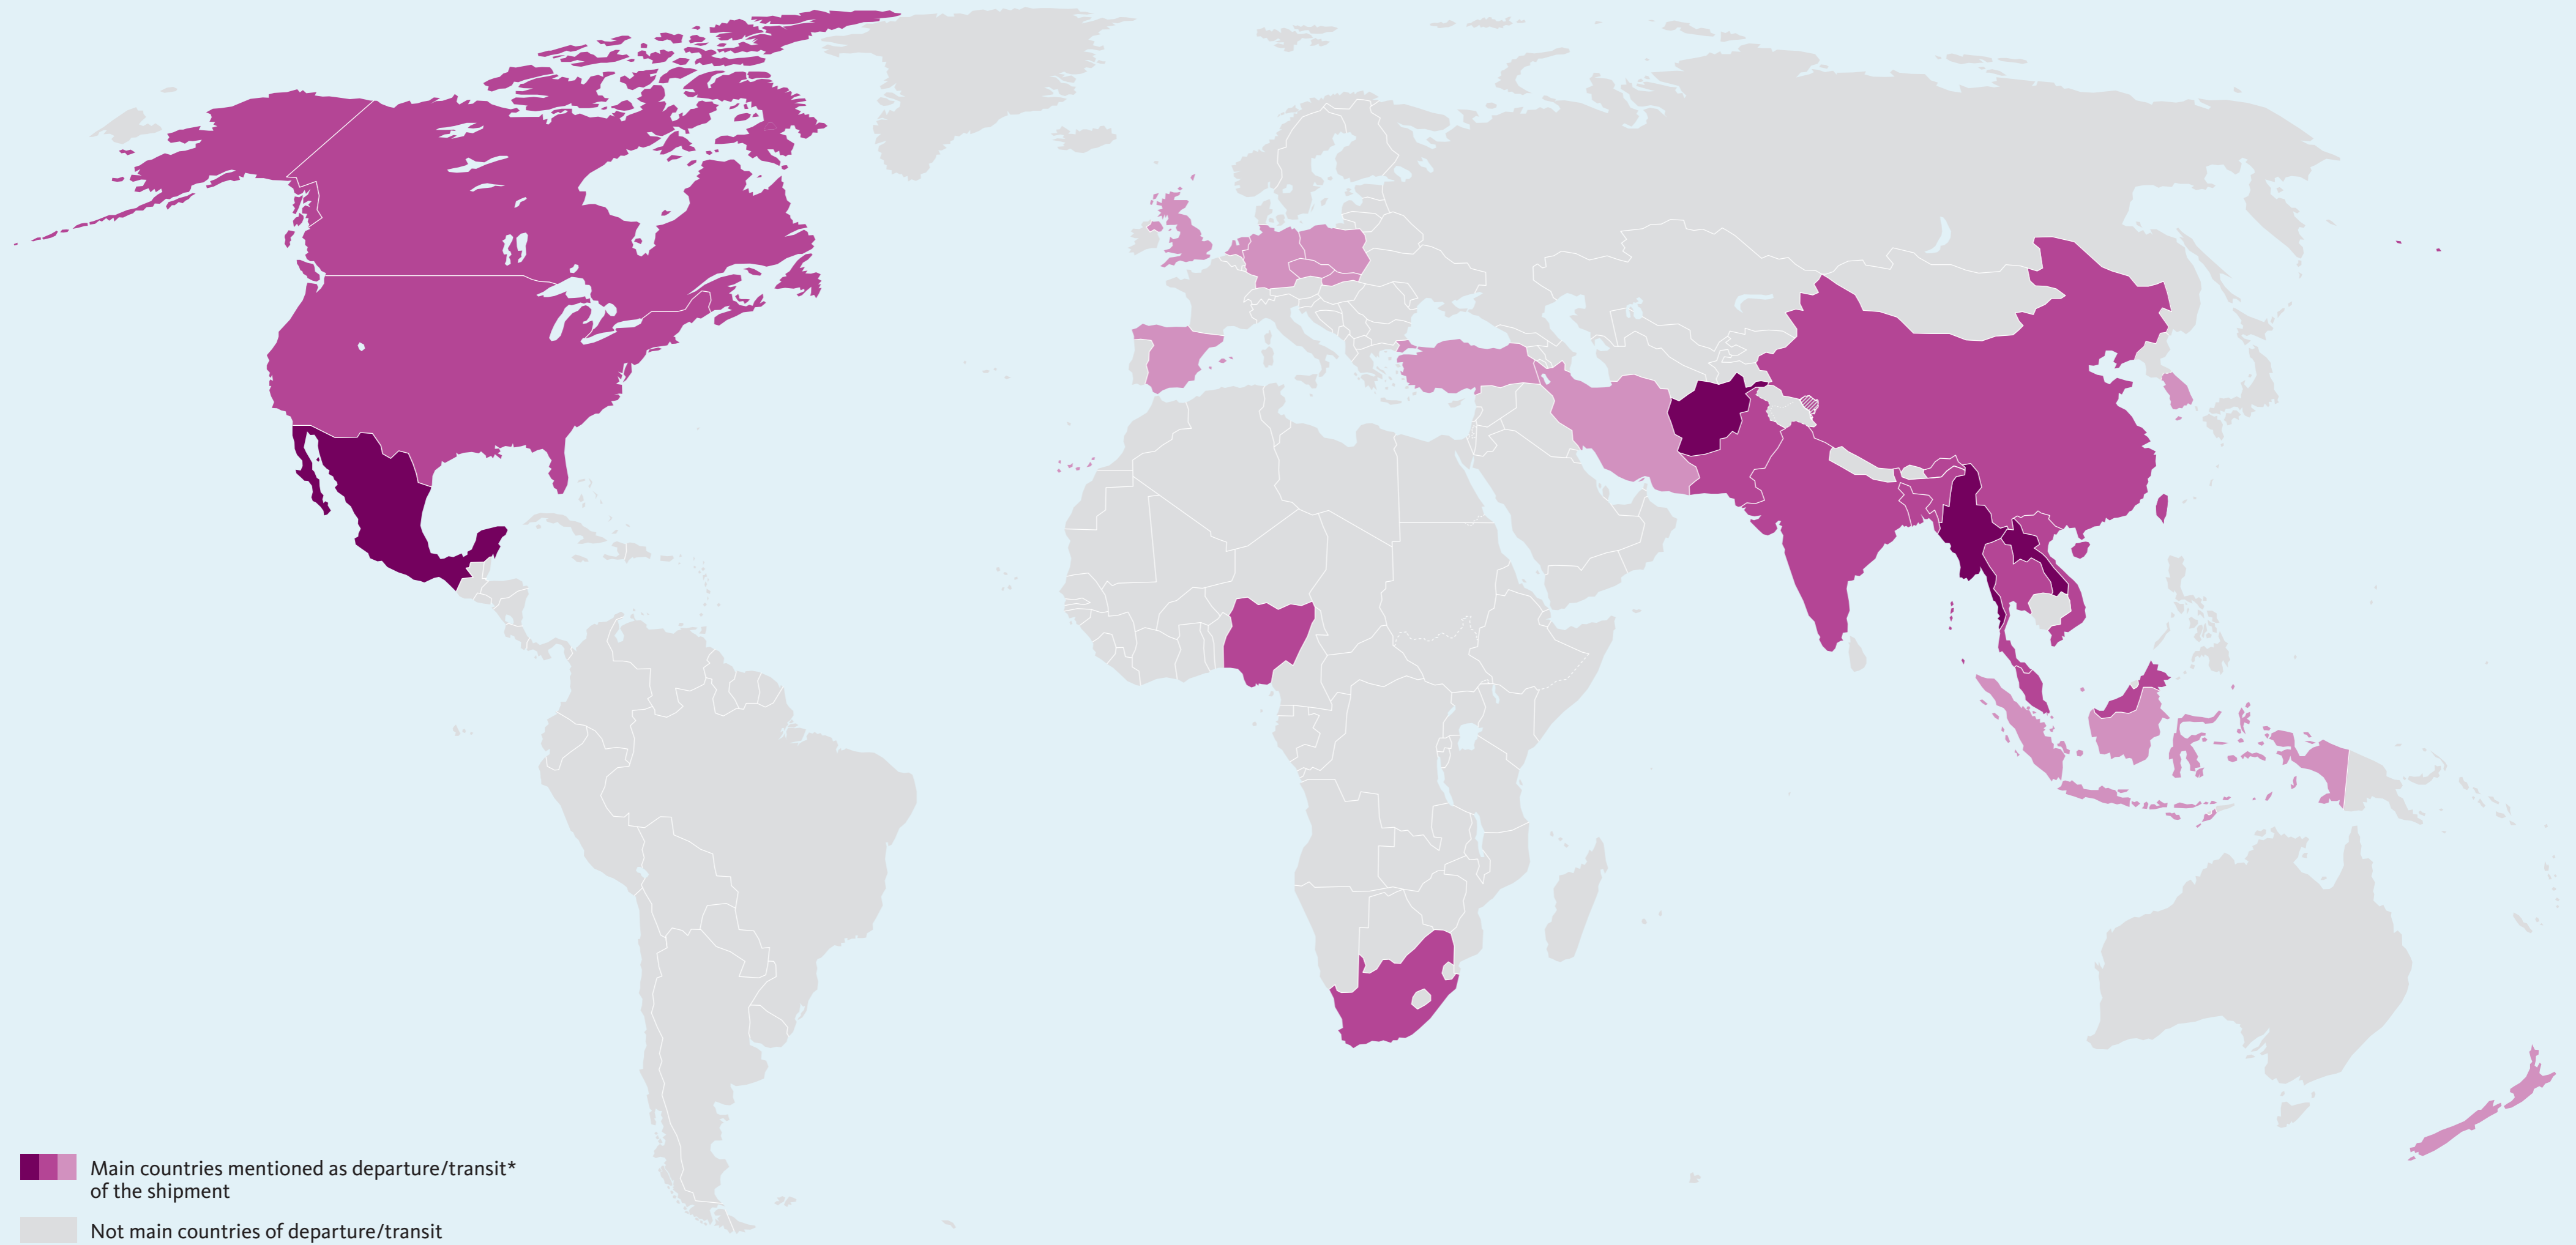 Main countries mentioned as departure/transit*
of the shipment
Not main countries of departure/transit